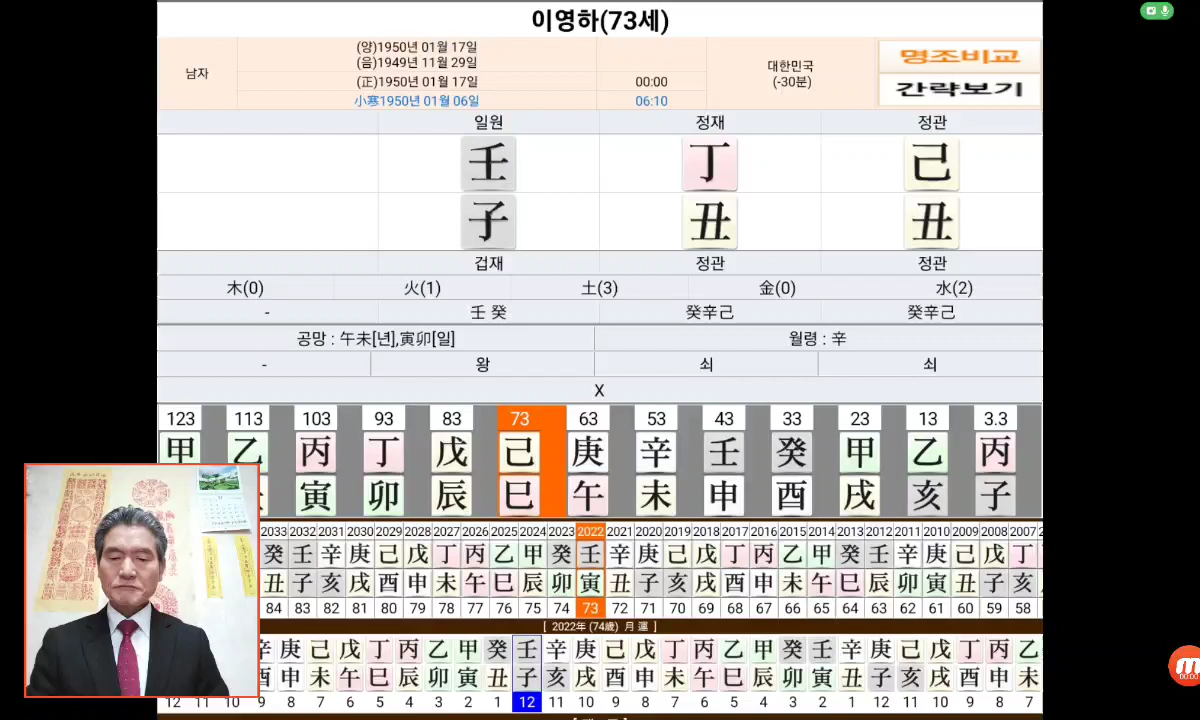 이영하(73세)
남자
(양)1950년 01월 17일
(음)1949년 11월 29일
(正)1950년 01월 17일 00:00
小寒1950년 01월 06일 06:10
대한민국
(-30분)
명조비교
간략보기
일원 정재 정관
壬 丁 己
子 丑 丑
겁재 정관 정관
木(0) 火(1) 土(3) 金(0) 水(2)
- 壬 癸 癸辛己 癸辛己
공망 : 午未[년],寅卯[일] 월령 : 辛
- 왕 쇠 쇠
X
123 113 103 93 83 73 63 53 43 33 23 13 3.3
甲 乙 丙 丁 戊 己 庚 辛 壬 癸 甲 乙 丙
寅 卯 辰 巳 午 未 申 酉 戌 亥 子
2033 2032 2031 2030 2029 2028 2027 2026 2025 2024 2023 2022 2021 2020 2019 2018 2017 2016 2015 2014 2013 2012 2011 2010 2009 2008 2007
癸 壬 辛 庚 己 戊 丁 丙 乙 甲 癸 壬 辛 庚 己 戊 丁 丙 乙 甲 癸 壬 辛 庚 己 戊 丁
丑 子 亥 戌 酉 申 未 午 巳 辰 卯 寅 丑 子 亥 戌 酉 申 未 午 巳 辰 卯 寅 丑 子 亥
84 83 82 81 80 79 78 77 76 75 74 73 72 71 70 69 68 67 66 65 64 63 62 61 60 59 58
[ 2022年 (74歲) 月 運 ]
辛 庚 己 戊 丁 丙 乙 甲 癸 壬 辛 庚 己 戊 丁 丙 乙 甲 癸 壬 辛 庚 己 戊 丁 丙 乙
酉 申 未 午 巳 辰 卯 寅 丑 子 亥 戌 酉 申 未 午 巳 辰 卯 寅 丑 子 亥 戌 酉 申 未
12 11 10 9 8 7 6 5 4 3 2 1 12 11 10 9 8 7 6 5 4 3 2 1 12 11 10 9 8 7
00:00